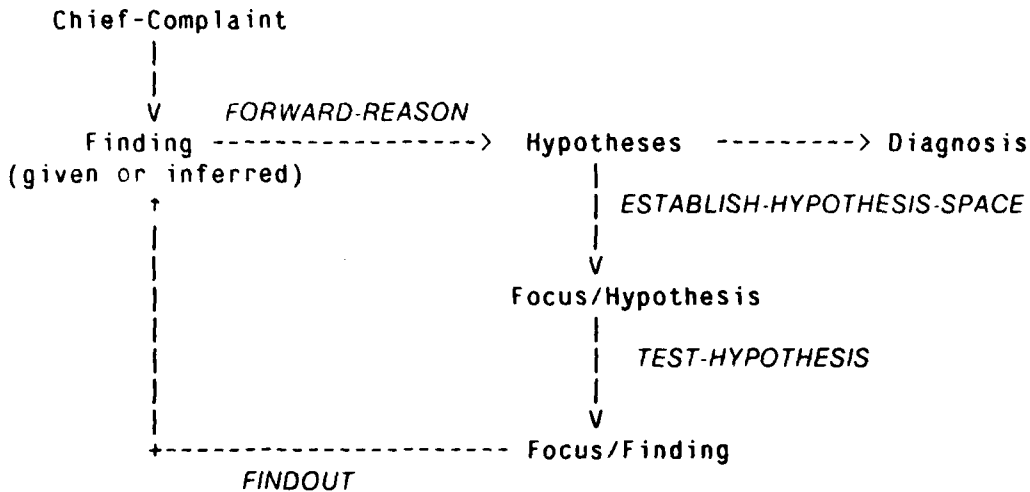 Chief-Complaint
FORWARD-REASON
Finding -----------------> Hypotheses ---------> Diagnosis
(given or inferred)
ESTABLISH-HYPOTHESIS-SPACE
Focus/Hypothesis
TEST-HYPOTHESIS
Focus/Finding
FINDOUT